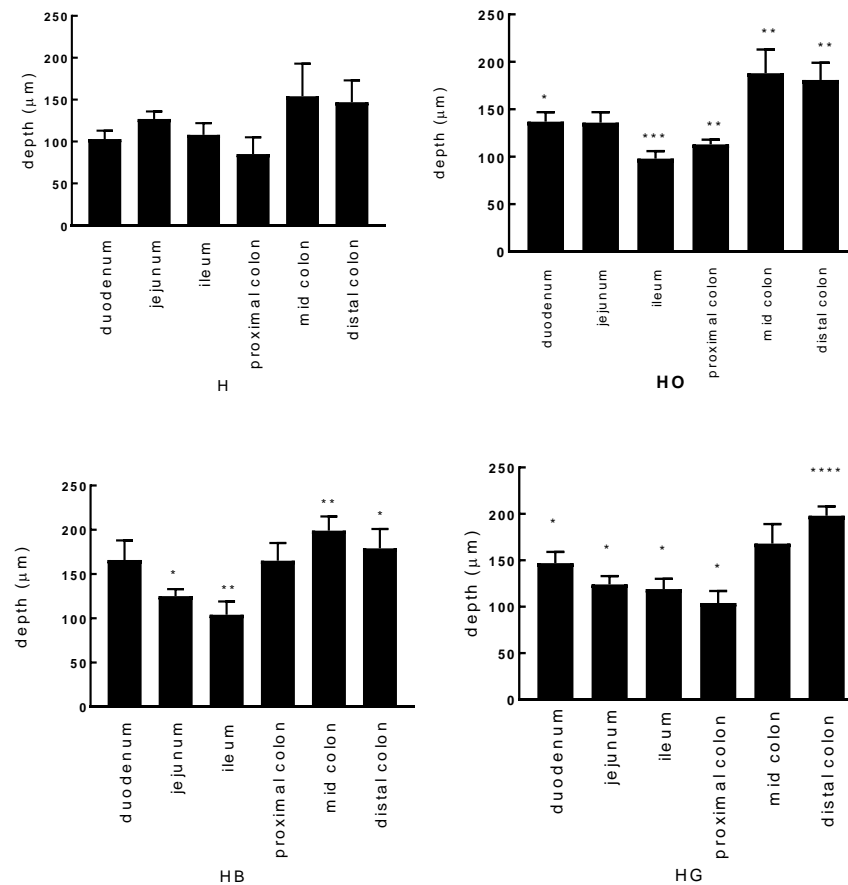 250
200
150
100
50
0
depth (μm)
duodenum
jejunum
ileum
proximal colon
mid colon
distal colon
H
250
200
150
100
50
0
depth (μm)
*
***
**
**
**
duodenum
jejunum
ileum
proximal colon
mid colon
distal colon
HO
250
200
150
100
50
0
depth (μm)
*
**
**
*
duodenum
jejunum
ileum
proximal colon
mid colon
distal colon
HB
250
200
150
100
50
0
depth (μm)
*
*
*
*
****
duodenum
jejunum
ileum
proximal colon
mid colon
distal colon
HG